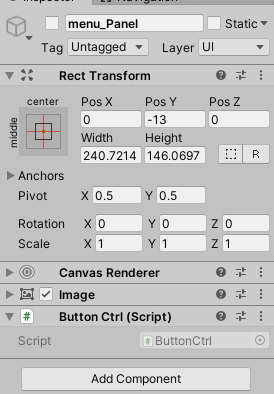 menu_Panel Static
Tag Untagged Layer UI
Rect Transform
center Pos X Pos Y Pos Z
middle 0 -13 0
Width Height
240.7214 146.0697 R
Anchors
Pivot X 0.5 Y 0.5
Rotation X 0 Y 0 Z 0
Scale X 1 Y 1 Z 1
Canvas Renderer
Image
# Button Ctrl (Script)
Script # ButtonCtrl
Add Component